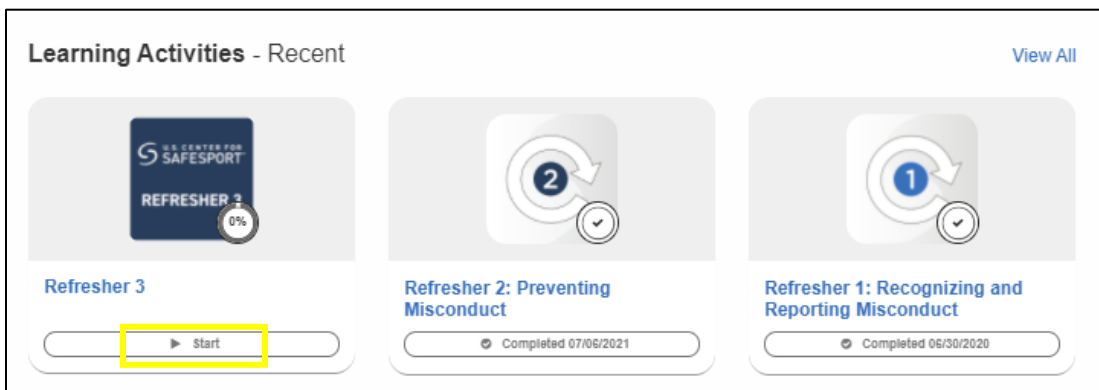 Learning Activities - Recent
View All
U.S. CENTER FOR
SAFESPORT
REFRESHER 3
0%
2
1
Refresher 3
Start
Refresher 2: Preventing
Misconduct
Completed 07/06/2021
Refresher 1: Recognizing and
Reporting Misconduct
Completed 06/30/2020